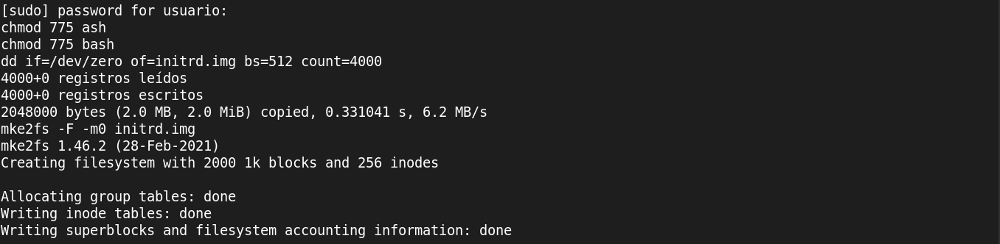 [sudo] password for usuario:
chmod 775 ash
chmod 775 bash
dd if=/dev/zero of=initrd.img bs=512 count=4000
4000+0 registros leídos
4000+0 registros escritos
2048000 bytes (2.0 MB, 2.0 MiB) copied, 0.331041 s, 6.2 MB/s
mke2fs -F -m0 initrd.img
mke2fs 1.46.2 (28-Feb-2021)
Creating filesystem with 2000 1k blocks and 256 inodes
Allocating group tables: done
Writing inode tables: done
Writing superblocks and filesystem accounting information: done